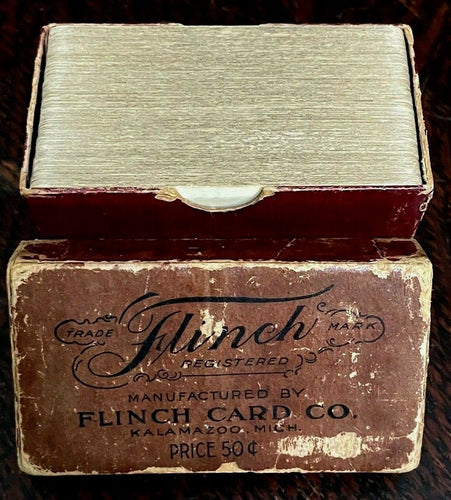 Flinch
TRADE MARK
REGISTERED
MANUFACTURED BY
FLINCH CARD CO.
KALAMAZOO, MICH.
PRICE 50¢